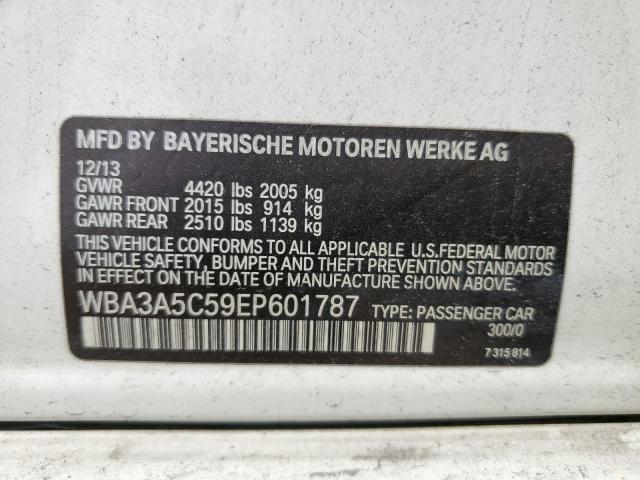 MFD BY BAYERISCHE MOTOREN WERKE AG
12/13
GVWR 4420 lbs 2005 kg
GAWR FRONT 2015 lbs 914 kg
GAWR REAR 2510 lbs 1139 kg
THIS VEHICLE CONFORMS TO ALL APPLICABLE U.S.FEDERAL MOTOR
VEHICLE SAFETY, BUMPER AND THEFT PREVENTION STANDARDS
IN EFFECT ON THE DATE OF MANUFACTURE SHOWN ABOVE.
WBA3A5C59EP601787 TYPE: PASSENGER CAR
300/0
7 315 814